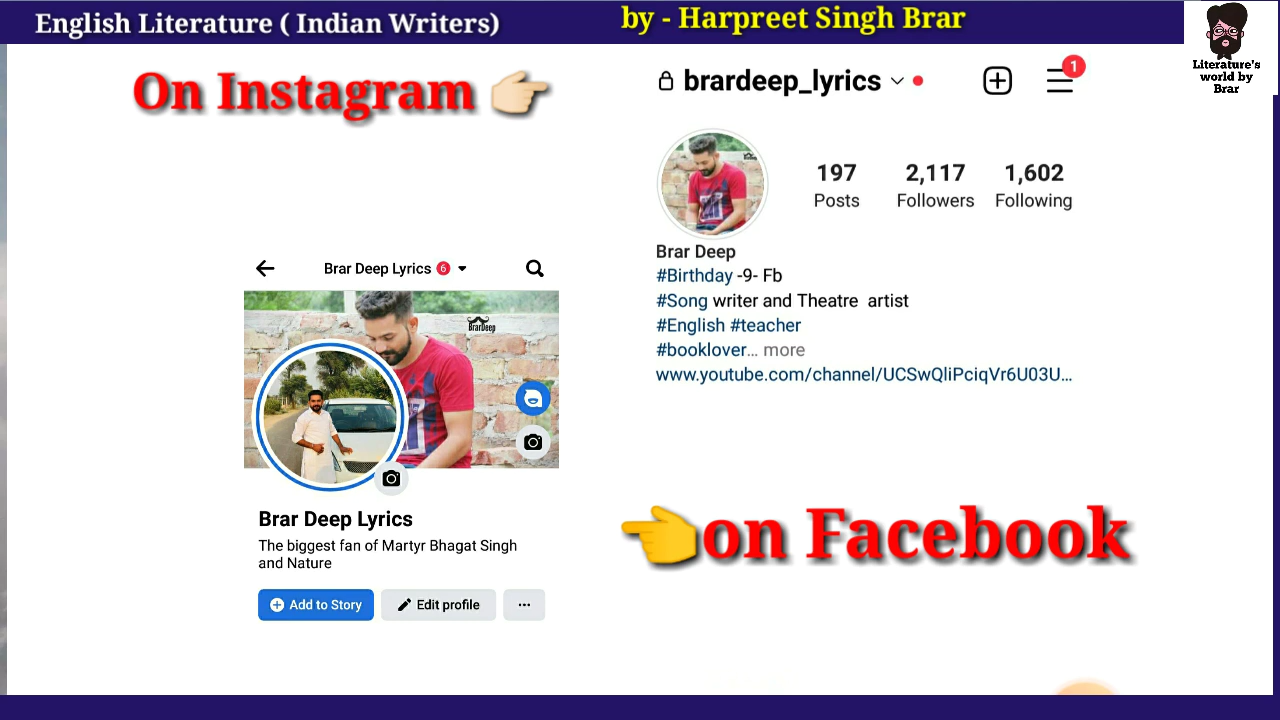 English Literature ( Indian Writers)
by - Harpreet Singh Brar
Literature's
world by
Brar
On Instagram
brardeep_lyrics
1
197
2,117
1,602
Posts
Followers
Following
Brar Deep
#Birthday -9- Fb
#Song writer and Theatre artist
#English #teacher
#booklover... more
www.youtube.com/channel/UCSwQliPciqVr6U03U...
Brar Deep Lyrics 6
BrarDeep
Brar Deep Lyrics
The biggest fan of Martyr Bhagat Singh
and Nature
Add to Story
Edit profile
...
on Facebook